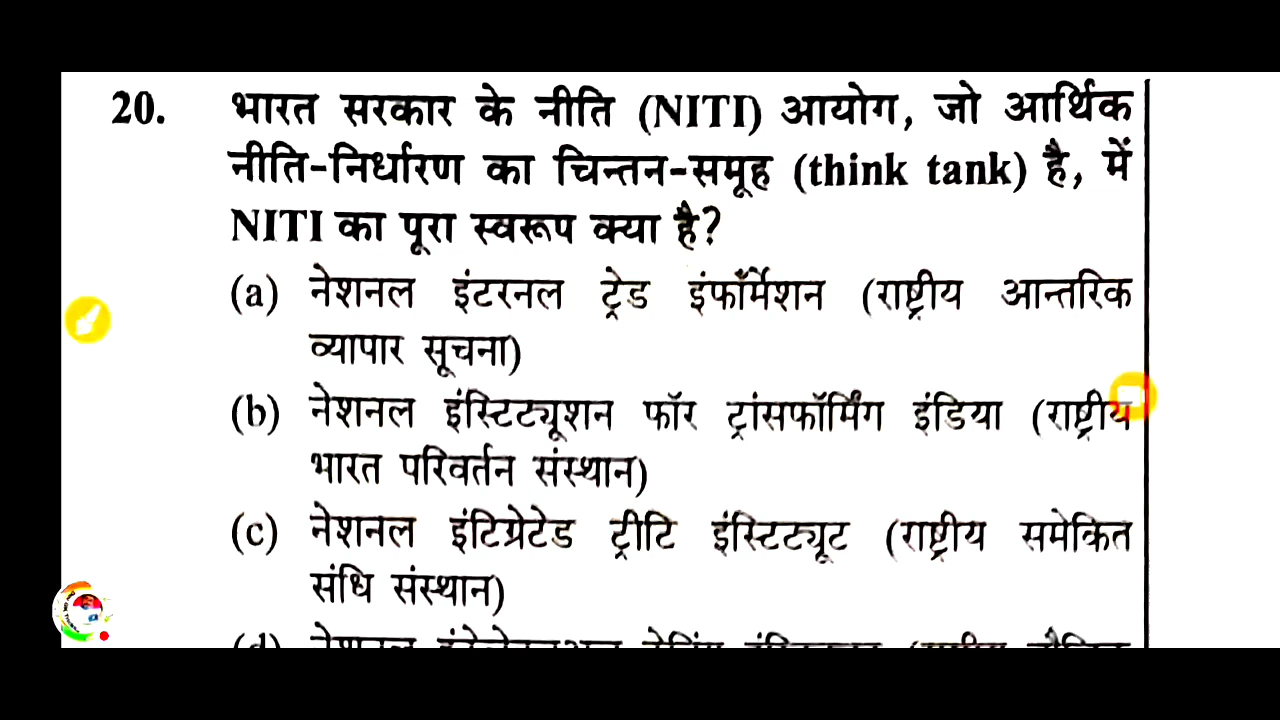 20. भारत सरकार के नीति (NITI) आयोग, जो आर्थिक
नीति-निर्धारण का चिन्तन-समूह (think tank) है, में
NITI का पूरा स्वरूप क्या है?
(a) नेशनल इंटरनल ट्रेड इंफॉर्मेशन (राष्ट्रीय आन्तरिक
व्यापार सूचना)
(b) नेशनल इंस्टिट्यूशन फॉर ट्रांसफॉर्मिंग इंडिया (राष्ट्रीय
भारत परिवर्तन संस्थान)
(c) नेशनल इंटिग्रेटेड ट्रीटि इंस्टिट्यूट (राष्ट्रीय समेकित
संधि संस्थान)
(d) नेशनल